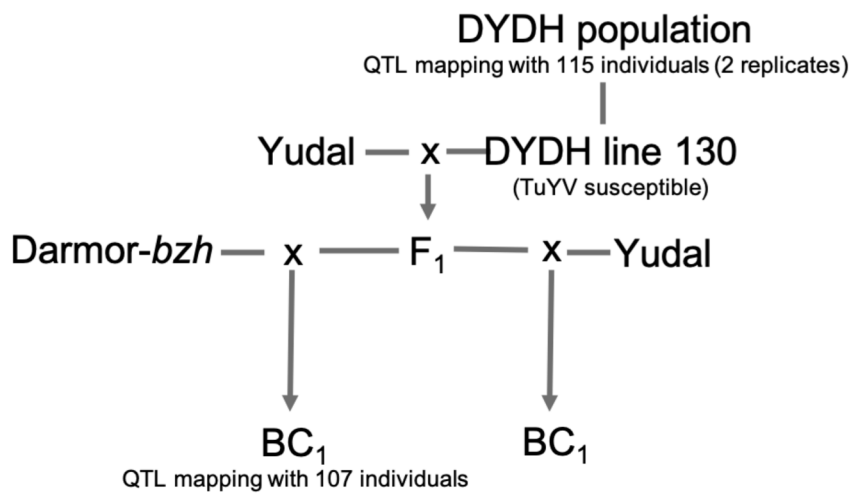 DYDH population
QTL mapping with 115 individuals (2 replicates)
Yudal x DYDH line 130
(TuYV susceptible)
Darmor-bzh x F1 x Yudal
BC1 BC1
QTL mapping with 107 individuals